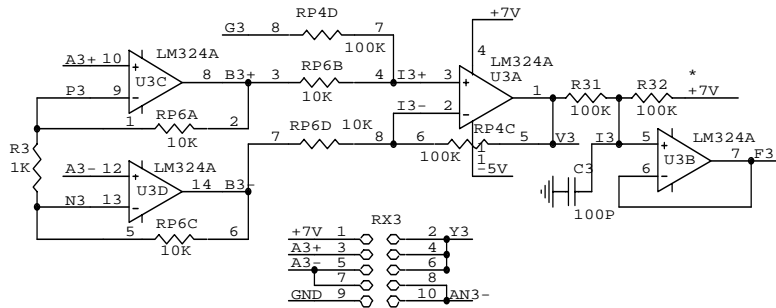 G3 8 RP4D 7 +7V
100K 4
A3+ 10 LM324A LM324A
U3C 8 B3+ 3 RP6B 4 I3+ 3 U3A 1 R31 R32 *
+7V
P3 9 10K I3- 2 100K 100K
1 RP6A 2 RP6D 10K
R3 10K 7 8 6 RP4C 5 V3 I3 5 LM324A
1K A3- 12 LM324A 100K 11 U3B 7 F3
U3D 14 B3- -5V C3 6
N3 13 100P
5 RP6C 6
10K
RX3
+7V 1 2 Y3
A3+ 3 4
A3- 5 6
7 8
GND 9 10 AN3-